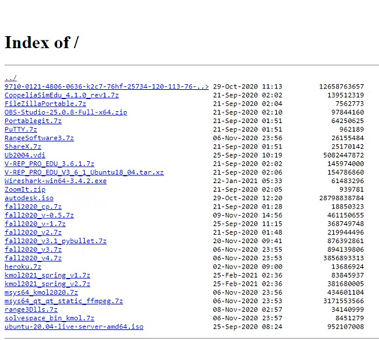 Index of /
../
9710-0121-4806-0636-k2c7-76hf-25734-120-113-76-..> 29-Oct-2020 11:13 12658763657
CoppeliaSimEdu_4.1.0_rev1.7z 21-Sep-2020 02:02 139512319
FileZillaPortable.7z 21-Sep-2020 02:04 7562773
OBS-Studio-25.0.8-Full-x64.zip 21-Sep-2020 02:10 97844160
Portablegit.7z 21-Sep-2020 01:51 64250625
PuTTY.7z 21-Sep-2020 01:51 962189
RangeSoftware3.7z 06-Nov-2020 23:56 26155484
ShareX.7z 21-Sep-2020 01:51 25170142
Ub2004.vdi 25-Sep-2020 10:19 5082447872
V-REP_PRO_EDU_3.6.1.7z 21-Sep-2020 02:02 145974000
V-REP_PRO_EDU_V3_6_1_Ubuntu18_04.tar.xz 21-Sep-2020 02:06 154786860
Wireshark-win64-3.4.2.exe 22-Jan-2021 05:33 61483296
ZoomIt.zip 21-Sep-2020 02:05 939781
autodesk.iso 29-Oct-2020 12:20 28798838784
fall2020_cp.7z 21-Sep-2020 01:28 18850323
fall2020_v-0.5.7z 09-Nov-2020 14:56 461150655
fall2020_v-1.7z 25-Sep-2020 11:15 368749748
fall2020_v2.7z 21-Sep-2020 01:48 219944496
fall2020_v3.1_pybullet.7z 20-Nov-2020 09:41 876392861
fall2020_v3.7z 06-Nov-2020 23:55 894139806
fall2020_v4.7z 06-Nov-2020 23:53 3856893313
heroku.7z 02-Nov-2020 09:00 13686924
kmol2021_spring_v1.7z 25-Feb-2021 02:36 83845937
kmol2021_spring_v2.7z 25-Feb-2021 02:36 381680005
msys64_kmol2020.7z 06-Nov-2020 23:56 434601104
msys64_qt_qt_static_ffmpeg.7z 06-Nov-2020 23:53 3171553566
range3Dlls.7z 08-Nov-2020 02:57 34140999
solvespace_bin_kmol.7z 06-Nov-2020 23:57 8451279
ubuntu-20.04-live-server-amd64.iso 25-Sep-2020 08:24 952107008